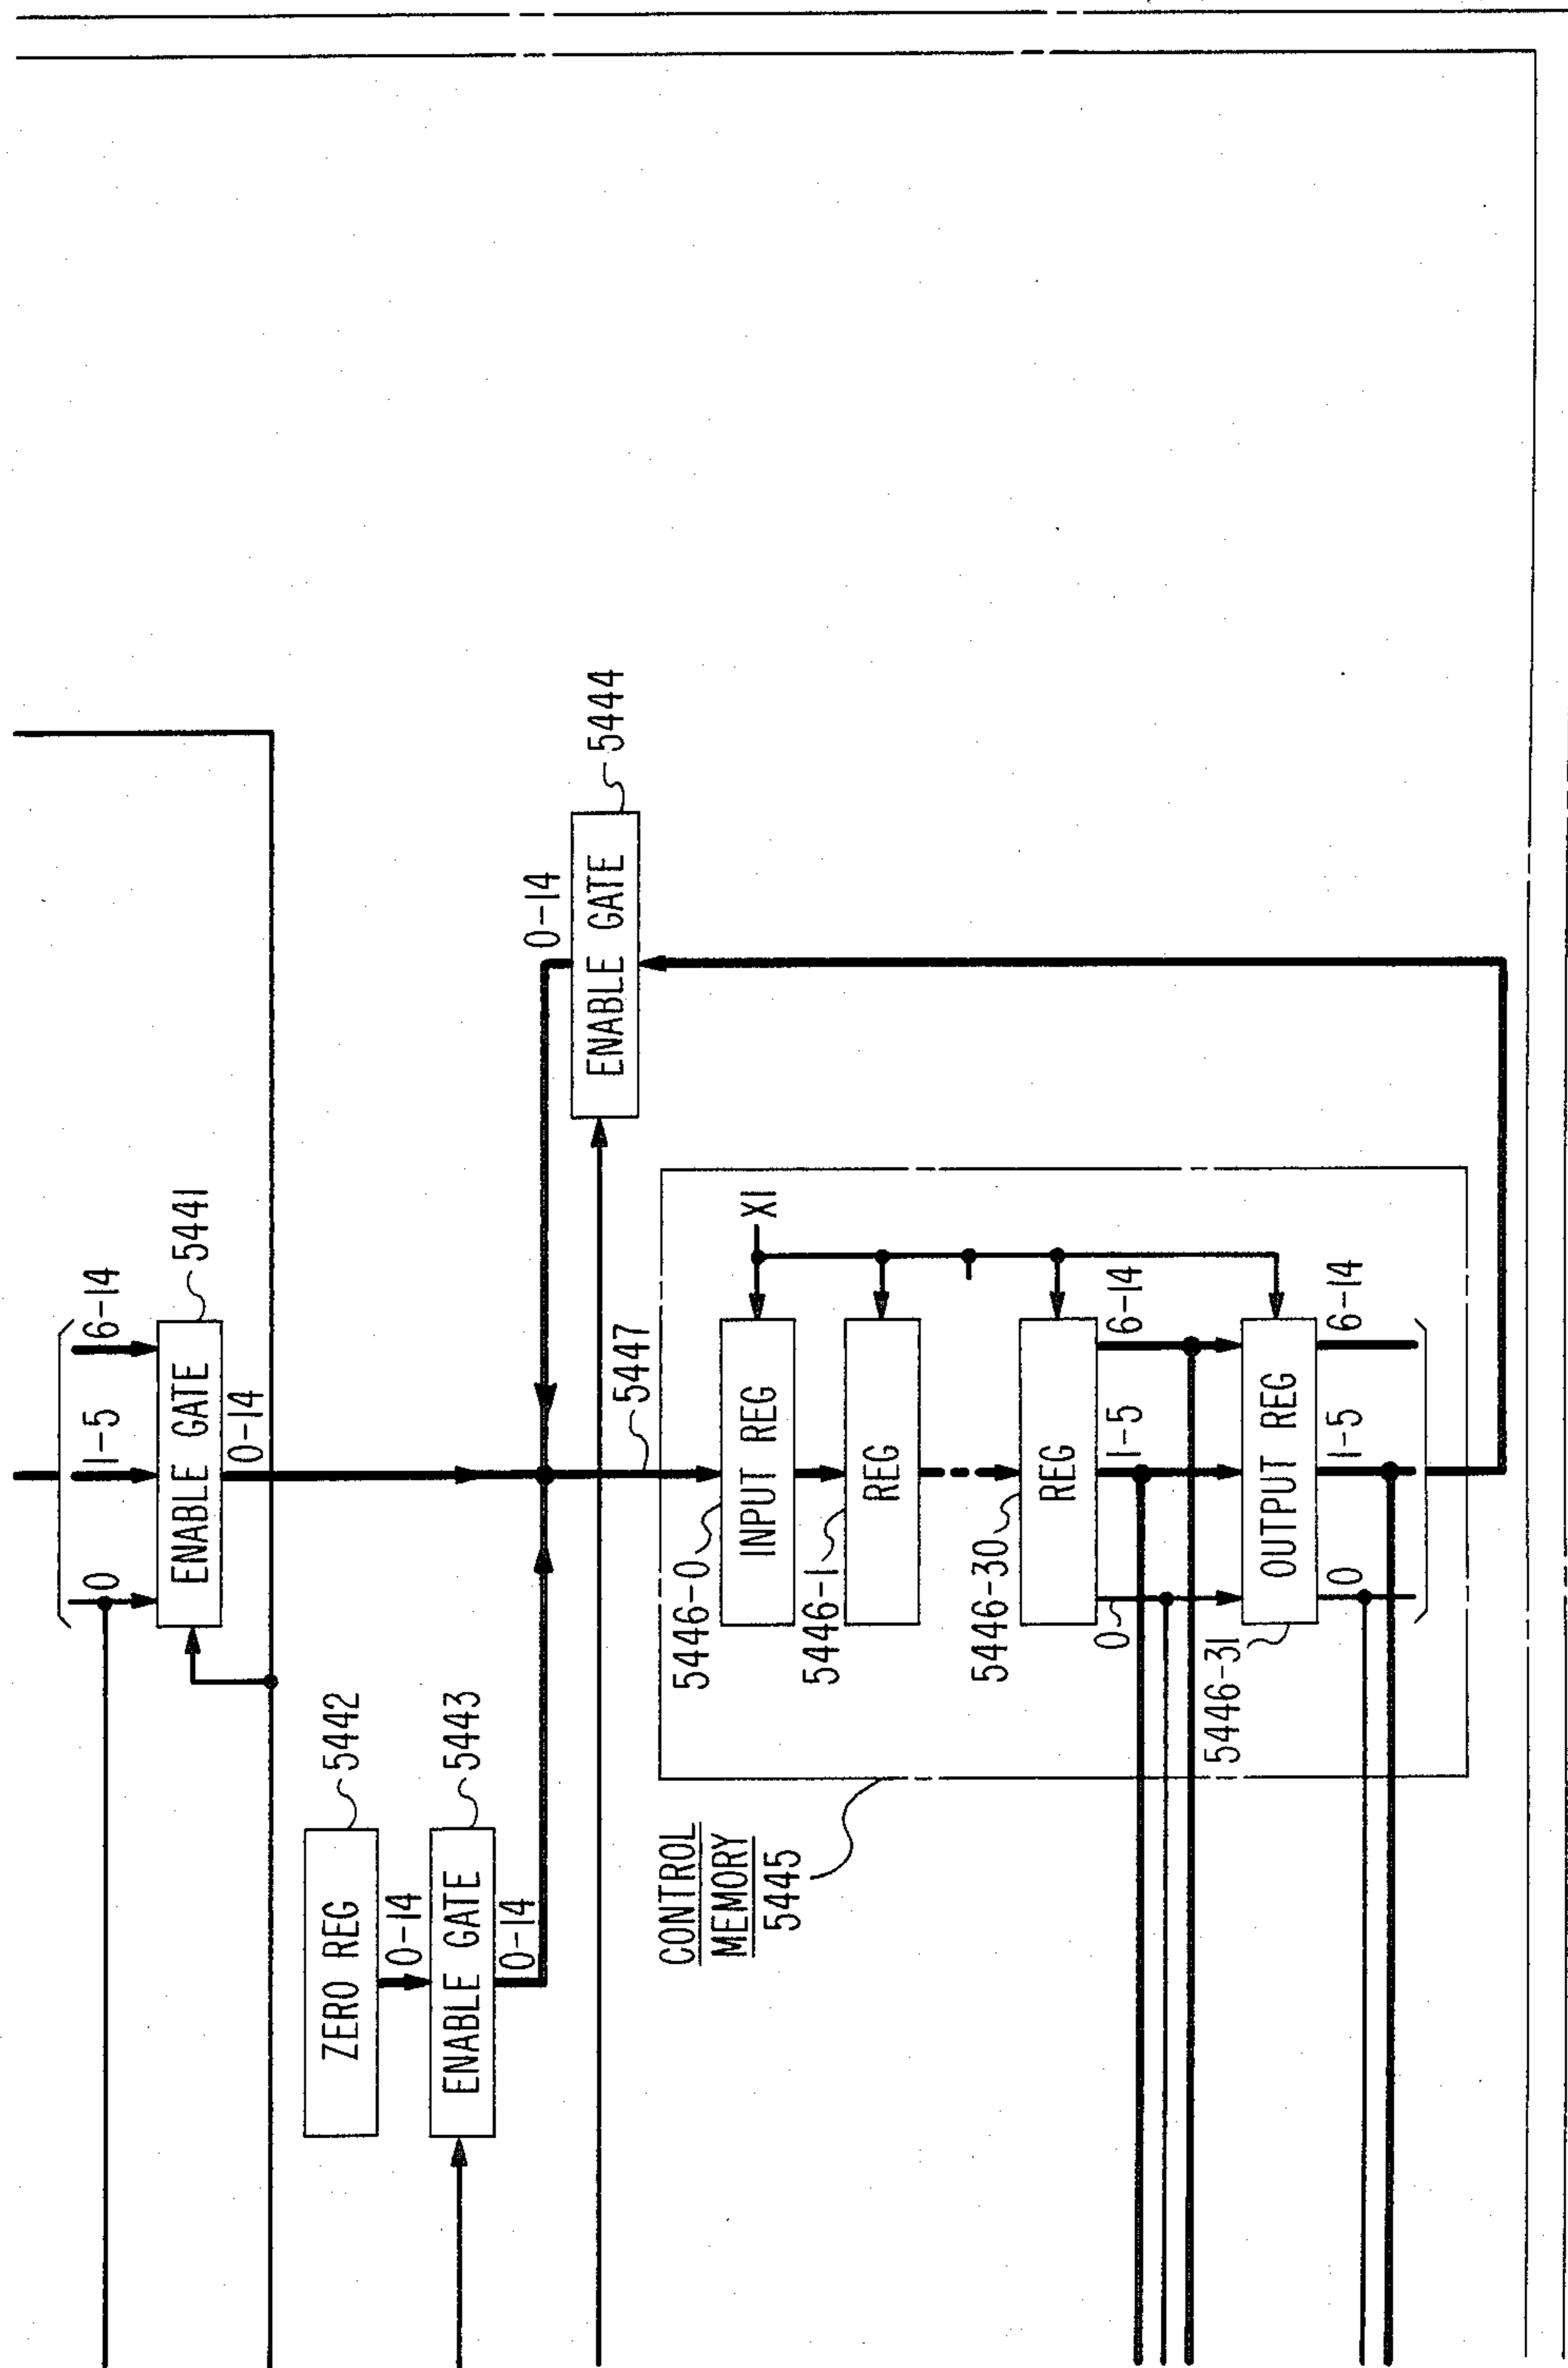 0
1-5
6-14
ENABLE GATE
5441
0-14
ZERO REG
5442
0-14
ENABLE GATE
5443
0-14
0-14
ENABLE GATE
5444
5447
CONTROL
MEMORY
5445
X1
5446-0
INPUT REG
5446-1
REG
5446-30
REG
0
1-5
6-14
5446-31
OUTPUT REG
0
1-5
6-14